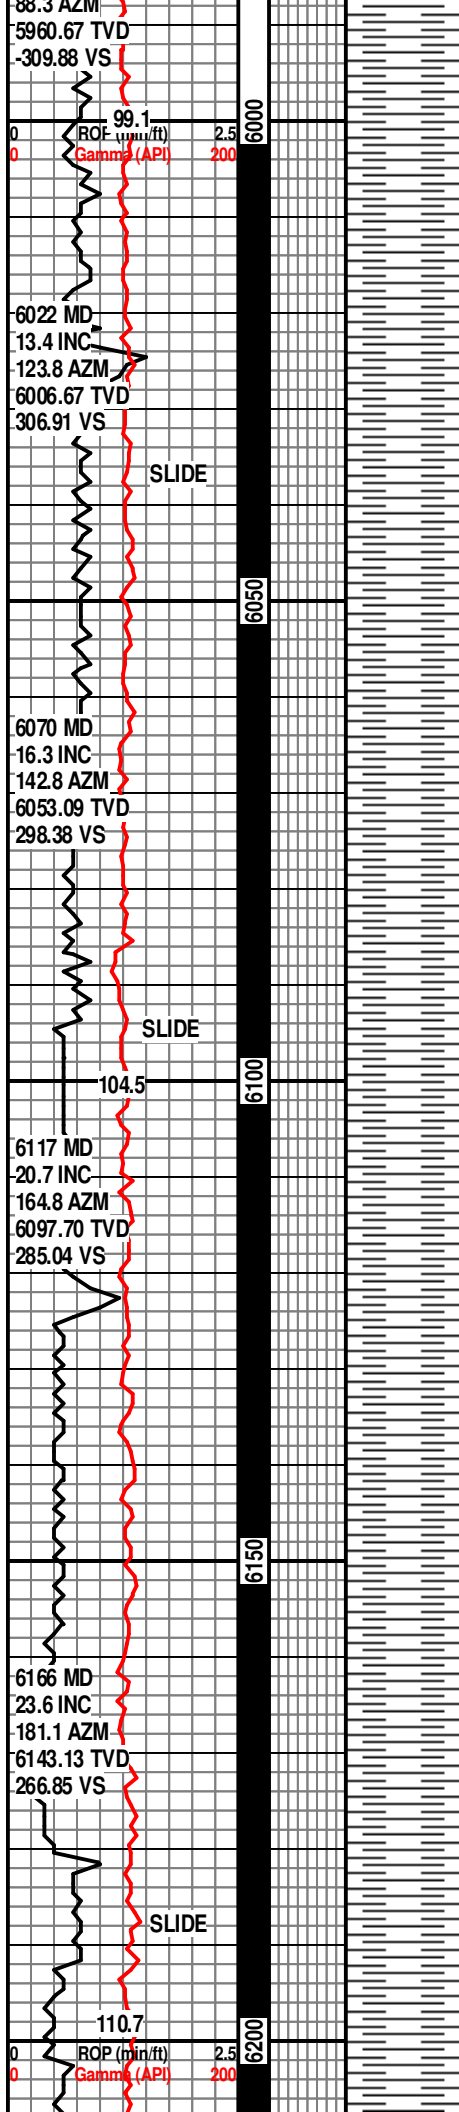 88.3 AZM
5960.67 TVD
-309.88 VS
99.1
0 ROP (min/ft) 2.5
0 Gamma (API) 200
6000
6022 MD
13.4 INC
123.8 AZM
6006.67 TVD
306.91 VS
SLIDE
6050
6070 MD
16.3 INC
142.8 AZM
6053.09 TVD
298.38 VS
SLIDE
6100
104.5
6117 MD
20.7 INC
164.8 AZM
6097.70 TVD
285.04 VS
6150
6166 MD
23.6 INC
181.1 AZM
6143.13 TVD
266.85 VS
SLIDE
110.7
6200
0 ROP (min/ft) 2.5
0 Gamma (API) 200